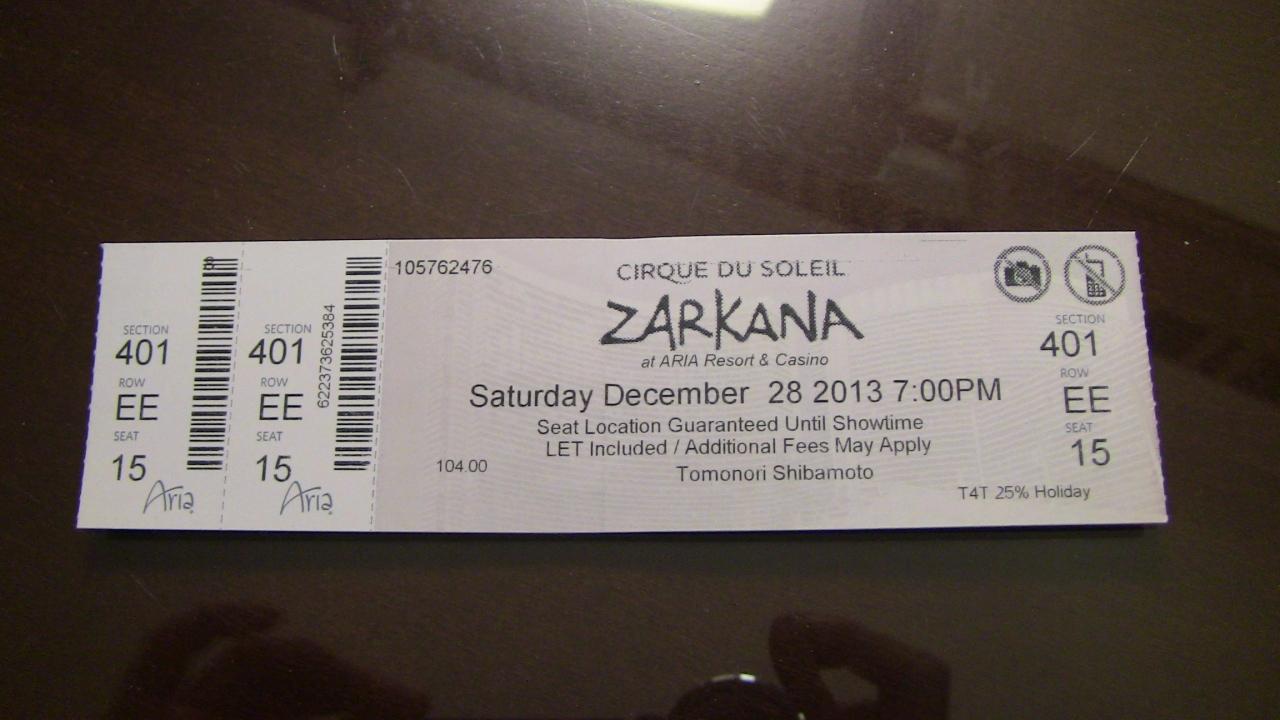 SECTION
401
ROW
EE
SEAT
15
Aria
SECTION
401
ROW
EE
SEAT
15
Aria
622373625384
105762476
CIRQUE DU SOLEIL
ZARKANA
at ARIA Resort & Casino
Saturday December 28 2013 7:00PM
Seat Location Guaranteed Until Showtime
LET Included / Additional Fees May Apply
104.00
Tomonori Shibamoto
T4T 25% Holiday
SECTION
401
ROW
EE
SEAT
15